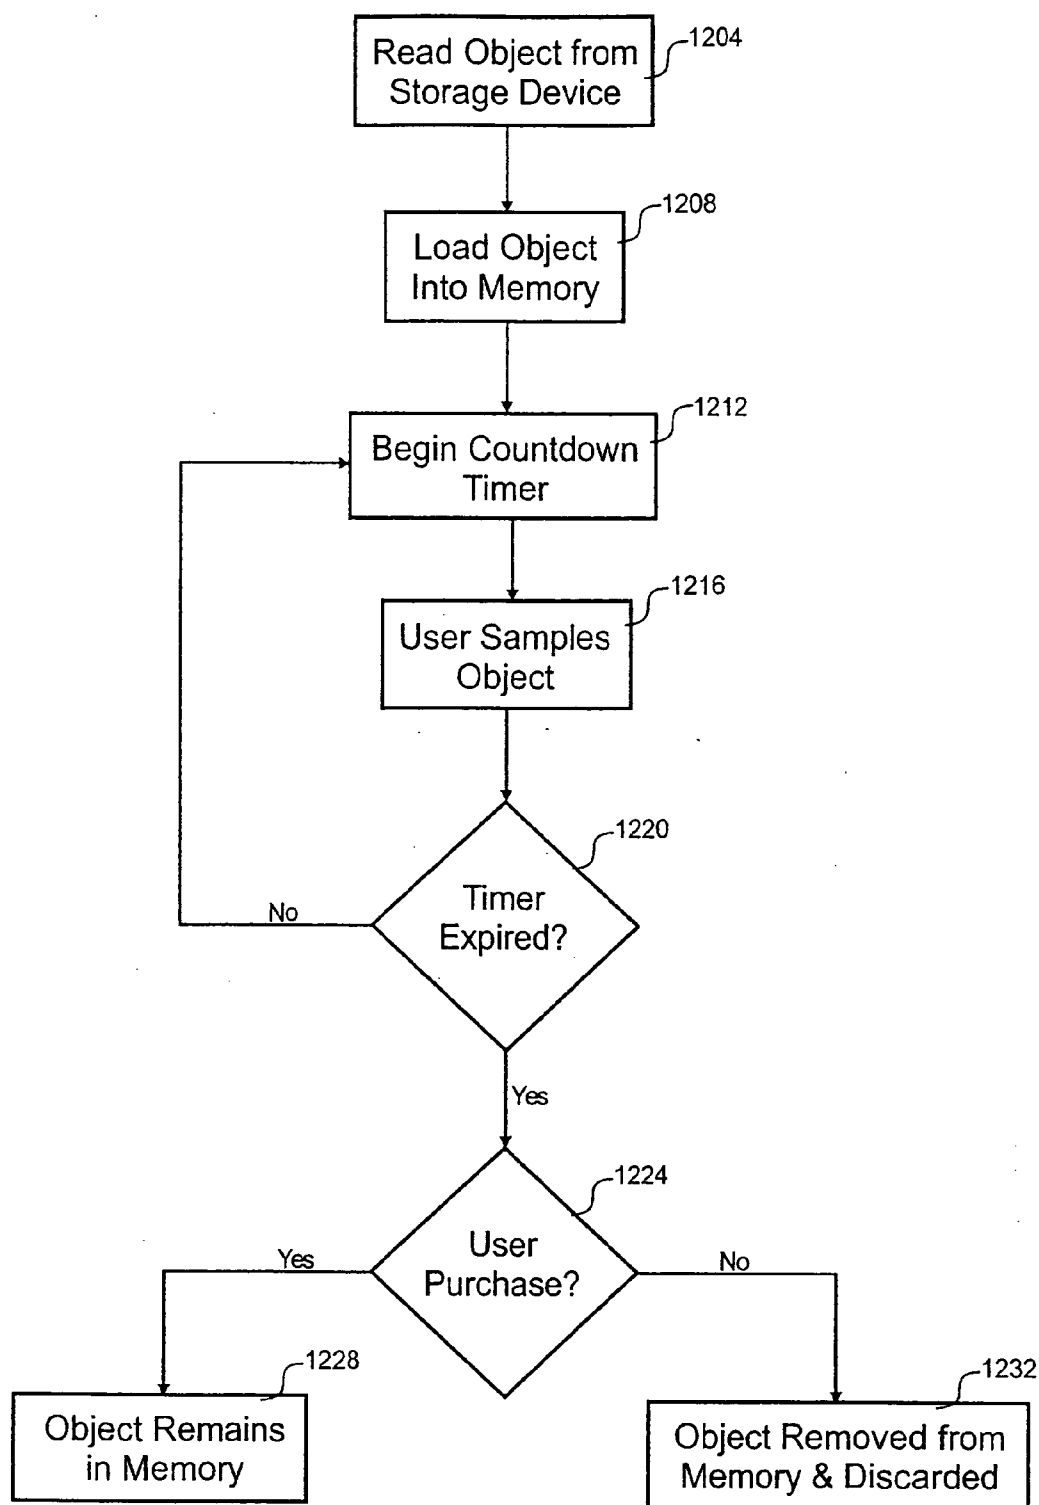 Read Object from
Storage Device
1204
Load Object
Into Memory
1208
Begin Countdown
Timer
1212
User Samples
Object
1216
Timer
Expired?
1220
No
Yes
User
Purchase?
1224
Yes
No
Object Remains
in Memory
1228
Object Removed from
Memory & Discarded
1232